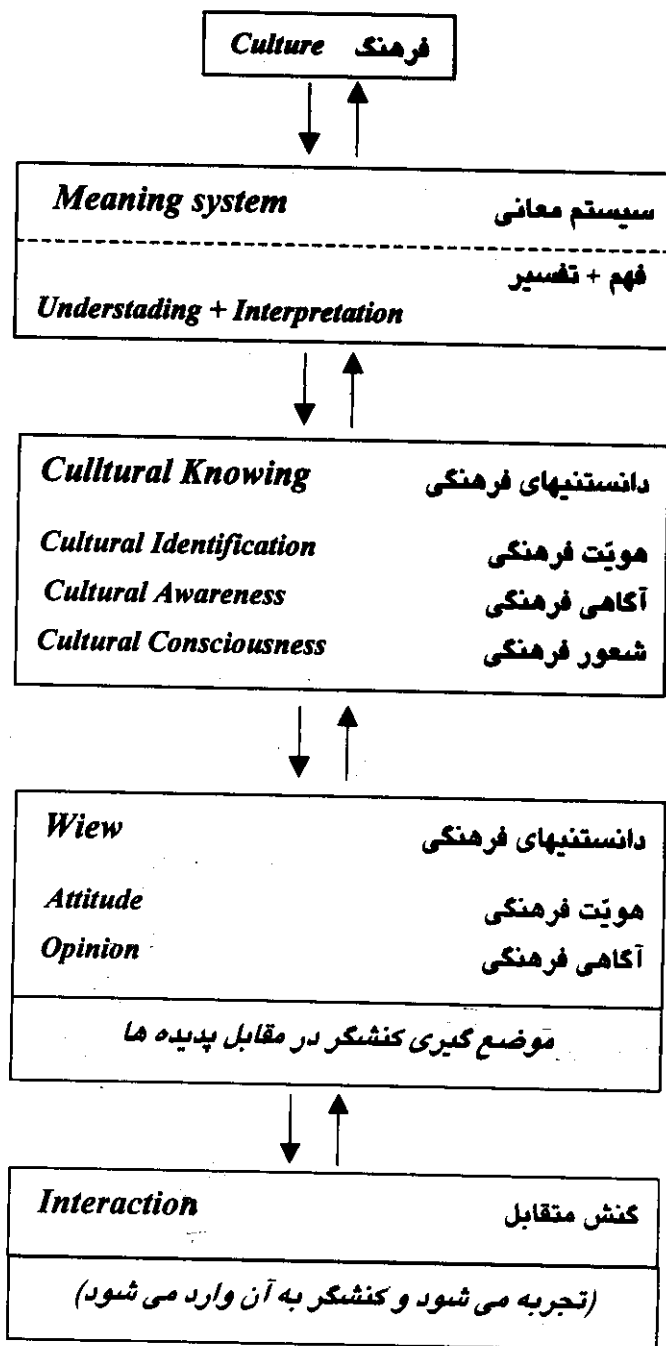 Culture فرهنگ
Meaning system سیستم معانی
فهم + تفسیر
Understading + Interpretation
Culltural Knowing دانستنیهای فرهنگی
Cultural Identification هویّت فرهنگی
Cultural Awareness آگاهی فرهنگی
Cultural Consciousness شعور فرهنگی
Wiew دانستنیهای فرهنگی
Attitude هویّت فرهنگی
Opinion آگاهی فرهنگی
موضع گیری کنشگر در مقابل پدیده ها
Interaction کنش متقابل
(تجربه می شود و کنشگر به آن وارد می شود)